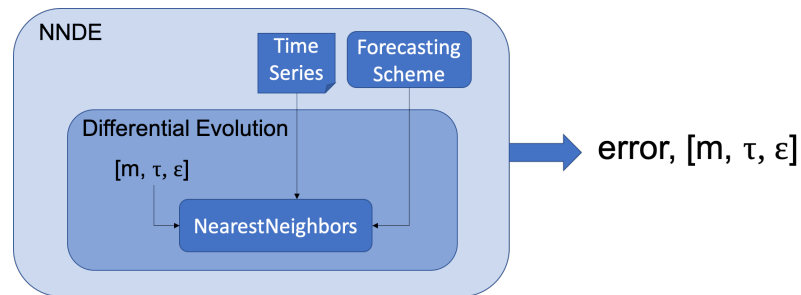 NNDE
Time
Series
Forecasting
Scheme
Differential Evolution
[m, τ, ε]
NearestNeighbors
error, [m, τ, ε]